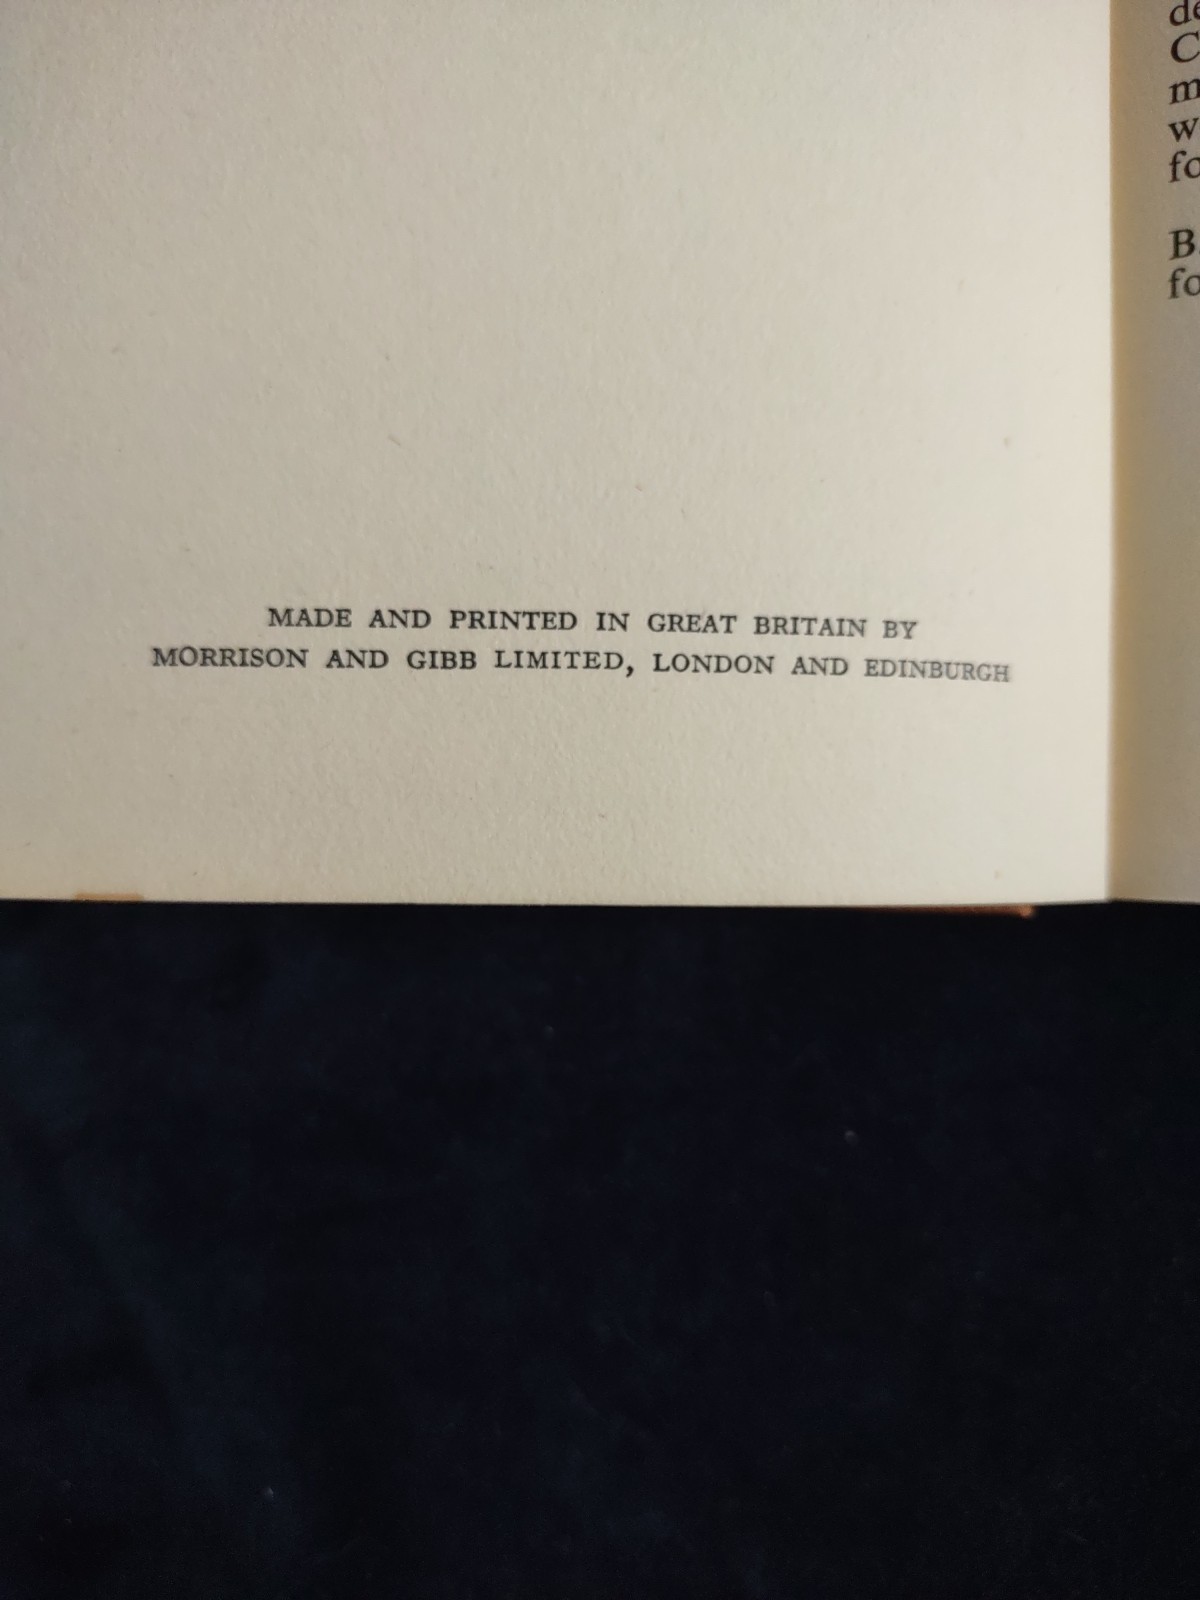 MADE AND PRINTED IN GREAT BRITAIN BY
MORRISON AND GIBB LIMITED, LONDON AND EDINBURGH